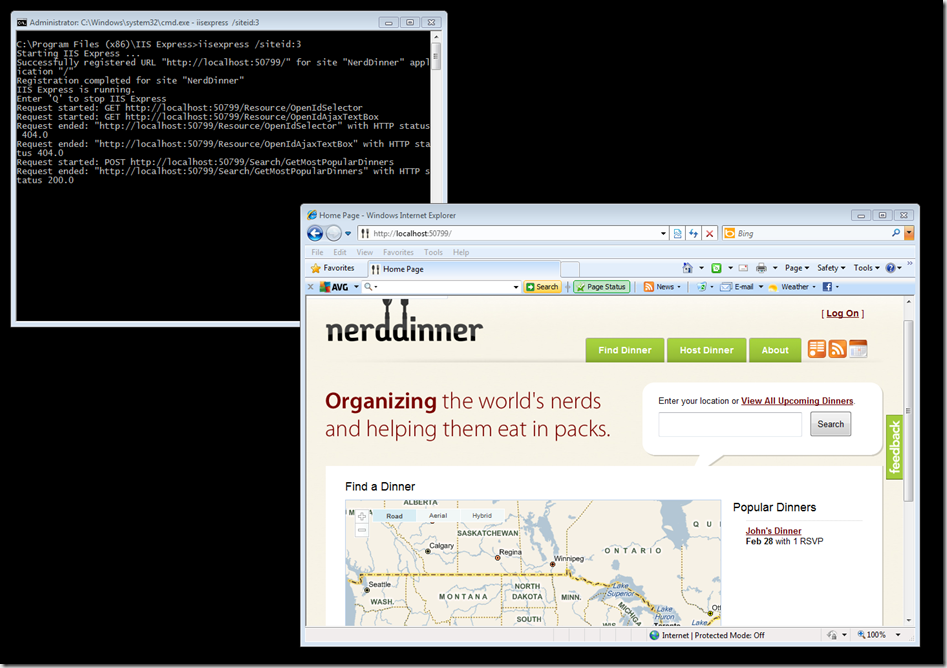 Administrator: C:\Windows\system32\cmd.exe - iisexpress /siteid:3
C:\Program Files (x86)\IIS Express>iisexpress /siteid:3
Starting IIS Express ...
Successfully registered URL "http://localhost:50799/" for site "NerdDinner" appl
ication "/"
Registration completed for site "NerdDinner"
IIS Express is running.
Enter 'Q' to stop IIS Express
Request started: GET http://localhost:50799/Resource/OpenIdSelector
Request started: GET http://localhost:50799/Resource/OpenIdAjaxTextBox
Request ended: "http://localhost:50799/Resource/OpenIdSelector" with HTTP status
 404.0
Request ended: "http://localhost:50799/Resource/OpenIdAjaxTextBox" with HTTP sta
tus 404.0
Request started: POST http://localhost:50799/Search/GetMostPopularDinners
Request ended: "http://localhost:50799/Search/GetMostPopularDinners" with HTTP s
tatus 200.0
Home Page - Windows Internet Explorer
http://localhost:50799/
Bing
File Edit View Favorites Tools Help
Favorites Home Page Page Safety Tools
AVG Search Page Status News E-mail Weather
nerddinner
[ Log On ]
Find Dinner Host Dinner About
Organizing the world's nerds
and helping them eat in packs.
Enter your location or View All Upcoming Dinners.
Search
feedback
Find a Dinner
Popular Dinners
John's Dinner
Feb 28 with 1 RSVP
ALBERTA
Road Aerial Hybrid
SASKATCHEWAN
QU
Calgary
Regina
Winnipeg
ONTARIO
Seattle
WASH.
MONTANA
NORTH
DAKOTA
MINN.
Lake
Superior
SOUTH
WIS
MICHIG
Lake
Huron
Toronto
Ott
Internet | Protected Mode: Off
100%